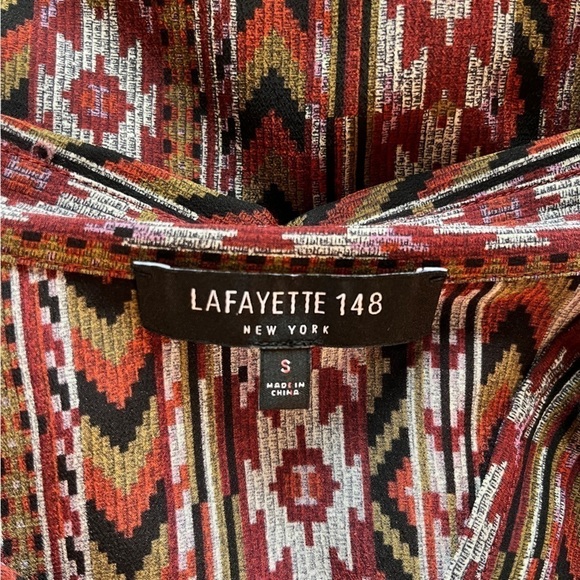 LAFAYETTE 148
NEW YORK
S
MADE IN
CHINA